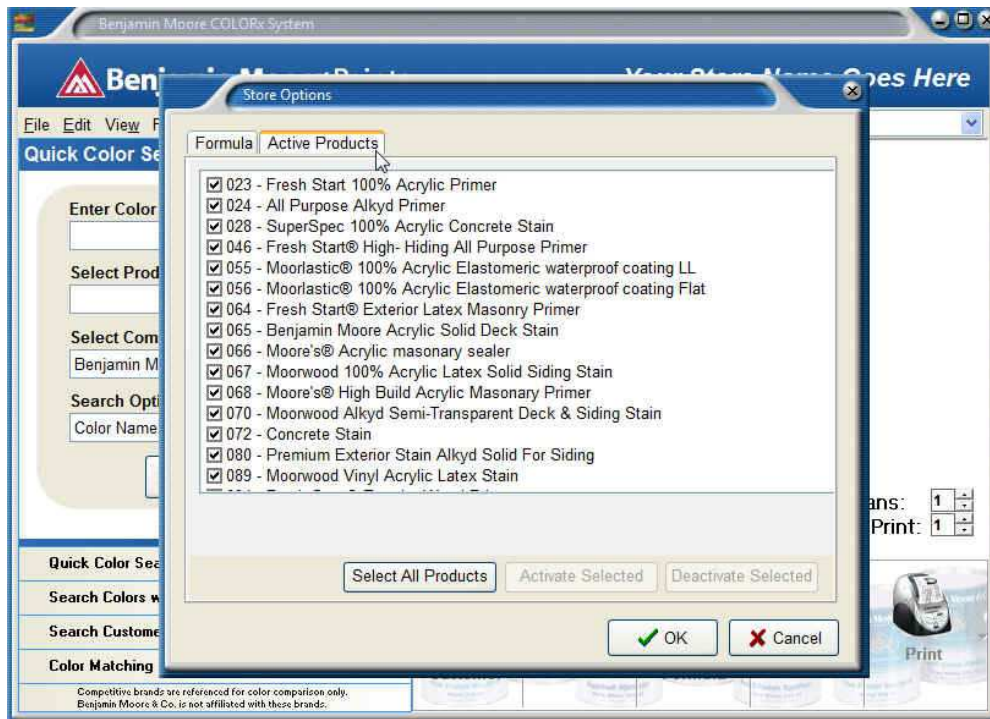 Benjamin Moore COLORx System
Your Store Name Goes Here
Store Options
File Edit View F
Quick Color Se
Formula Active Products
Enter Color
Select Prod
Select Com
Benjamin M
Search Opti
Color Name
023 - Fresh Start 100% Acrylic Primer
024 - All Purpose Alkyd Primer
028 - SuperSpec 100% Acrylic Concrete Stain
046 - Fresh Start® High- Hiding All Purpose Primer
055 - Moorlastic® 100% Acrylic Elastomeric waterproof coating LL
056 - Moorlastic® 100% Acrylic Elastomeric waterproof coating Flat
064 - Fresh Start® Exterior Latex Masonry Primer
065 - Benjamin Moore Acrylic Solid Deck Stain
066 - Moore's® Acrylic masonary sealer
067 - Moorwood 100% Acrylic Latex Solid Siding Stain
068 - Moore's® High Build Acrylic Masonary Primer
070 - Moorwood Alkyd Semi-Transparent Deck & Siding Stain
072 - Concrete Stain
080 - Premium Exterior Stain Alkyd Solid For Siding
089 - Moorwood Vinyl Acrylic Latex Stain
ans: 1
Print: 1
Select All Products Activate Selected Deactivate Selected
OK Cancel
Quick Color Sea
Search Colors w
Search Custome
Color Matching
Print
Competitive brands are referenced for color comparison only.
Benjamin Moore & Co. is not affiliated with these brands.